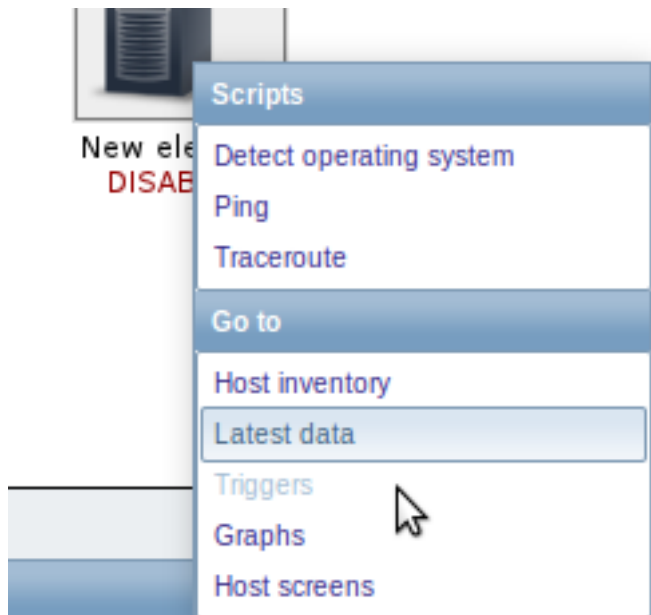 New ele
DISAB
Scripts
Detect operating system
Ping
Traceroute
Go to
Host inventory
Latest data
Triggers
Graphs
Host screens